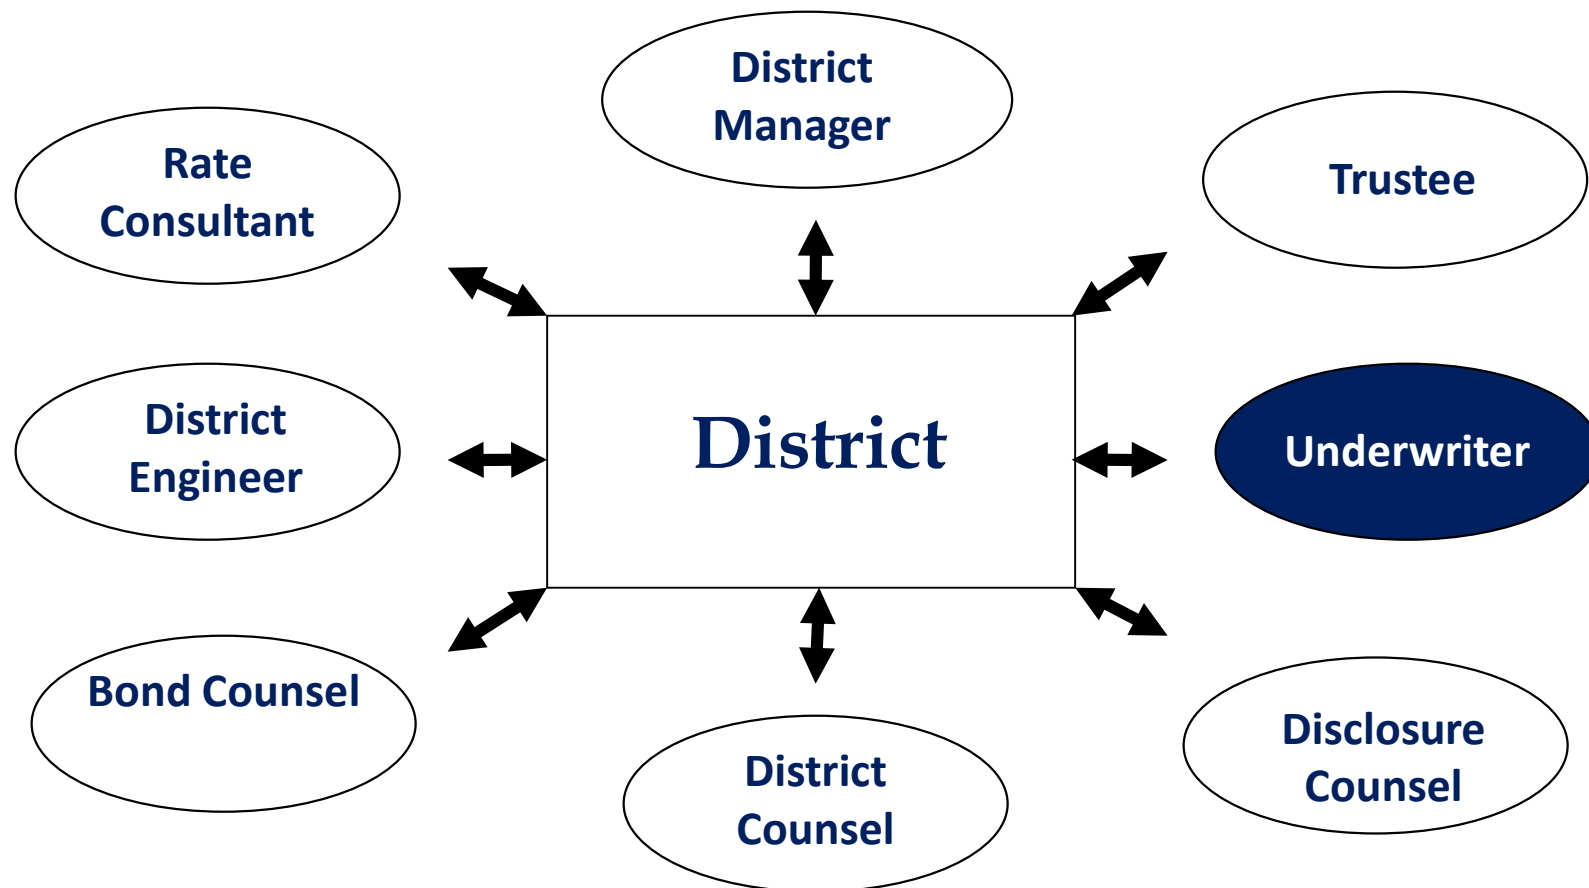 District
Manager
Rate
Consultant
Trustee
District
Engineer
District
Underwriter
Bond Counsel
District
Counsel
Disclosure
Counsel